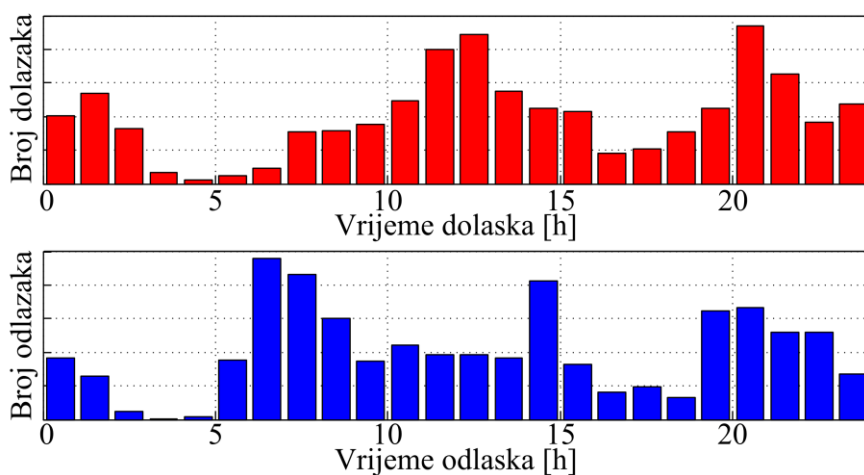 Broj dolazaka
0 5 10 15 20
Vrijeme dolaska [h]
Broj odlazaka
0 5 10 15 20
Vrijeme odlaska [h]